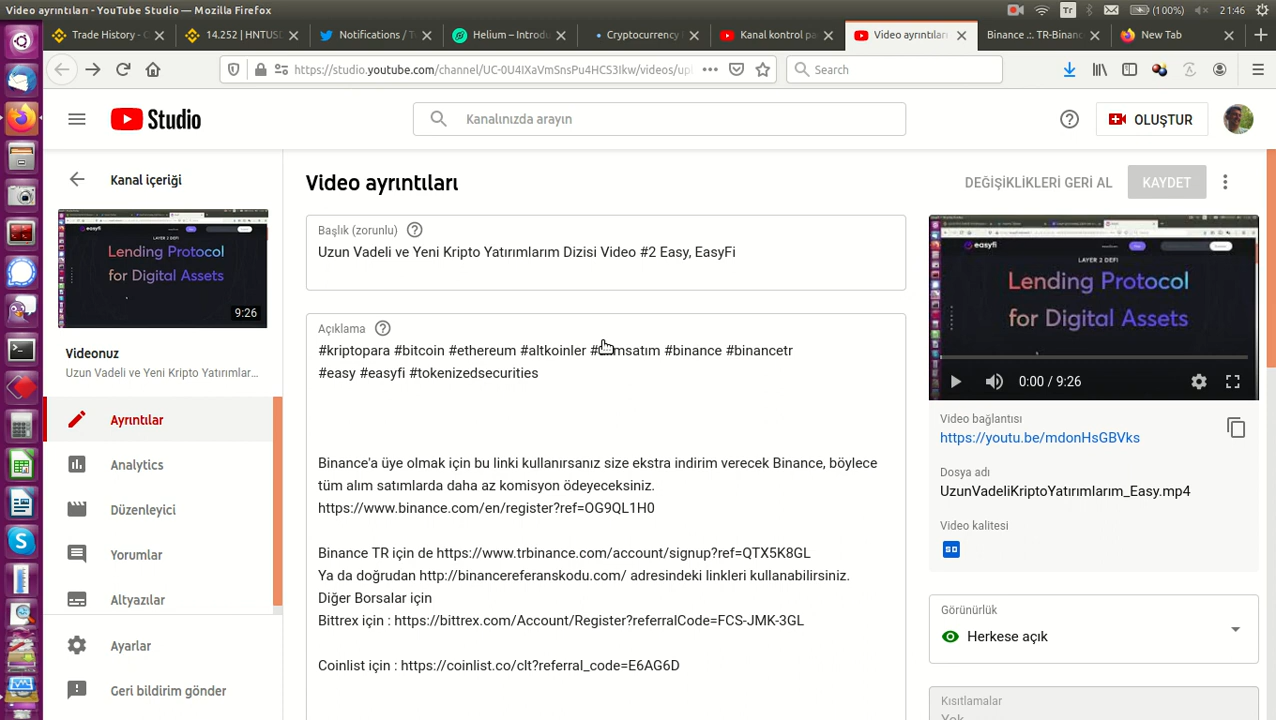 Video ayrıntıları - YouTube Studio — Mozilla Firefox
Tr
(100%)
21:46
Trade History - C
14.252 | HNTUSD
Notifications / T
Helium – Introdu
Cryptocurrency
Kanal kontrol pa
Video ayrıntıları
Binance .:. TR-Binanc
New Tab
https://studio.youtube.com/channel/UC-0U4IXaVmSnsPu4HCS3Ikw/videos/upl
Search
Studio
Kanalınızda arayın
OLUŞTUR
Kanal içeriği
easyfi
Lending Protocol
for Digital Assets
9:26
Videonuz
Uzun Vadeli ve Yeni Kripto Yatırımlar...
Ayrıntılar
Analytics
Düzenleyici
Yorumlar
Altyazılar
Ayarlar
Geri bildirim gönder
Video ayrıntıları
DEĞİŞİKLİKLERİ GERİ AL
KAYDET
Başlık (zorunlu)
Uzun Vadeli ve Yeni Kripto Yatırımlarım Dizisi Video #2 Easy, EasyFi
Açıklama
#kriptopara #bitcoin #ethereum #altkoinler #alımsatım #binance #binancetr
#easy #easyfi #tokenizedsecurities
Binance'a üye olmak için bu linki kullanırsanız size ekstra indirim verecek Binance, böylece
tüm alım satımlarda daha az komisyon ödeyeceksiniz.
https://www.binance.com/en/register?ref=OG9QL1H0
Binance TR için de https://www.trbinance.com/account/signup?ref=QTX5K8GL
Ya da doğrudan http://binancereferanskodu.com/ adresindeki linkleri kullanabilirsiniz.
Diğer Borsalar için
Bittrex için : https://bittrex.com/Account/Register?referralCode=FCS-JMK-3GL
Coinlist için : https://coinlist.co/clt?referral_code=E6AG6D
easyfi
LAYER 2 DEFI
Lending Protocol
for Digital Assets
0:00 / 9:26
Video bağlantısı
https://youtu.be/mdonHsGBVks
Dosya adı
UzunVadeliKriptoYatırımlarım_Easy.mp4
Video kalitesi
SD
Görünürlük
Herkese açık
Kısıtlamalar
Yok